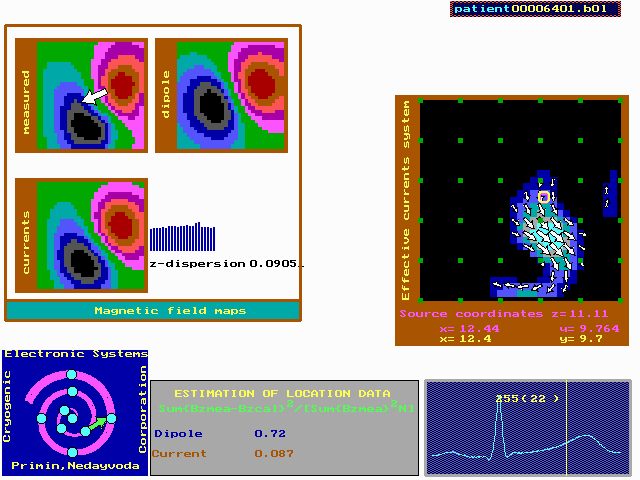 patient00006401.b01
measured
dipole
currents
z-dispersion 0.0905
Magnetic field maps
Effective currents system
Source coordinates z=11.11
x= 12.44 y= 9.764
x= 12.4 y= 9.7
Electronic Systems
Cryogenic
Corporation
Primin,Nedayvoda
ESTIMATION OF LOCATION DATA
Sum(Bzmea-Bzcal)²/(Sum(Bzmea)²N)
Dipole 0.72
Current 0.087
255(22 )